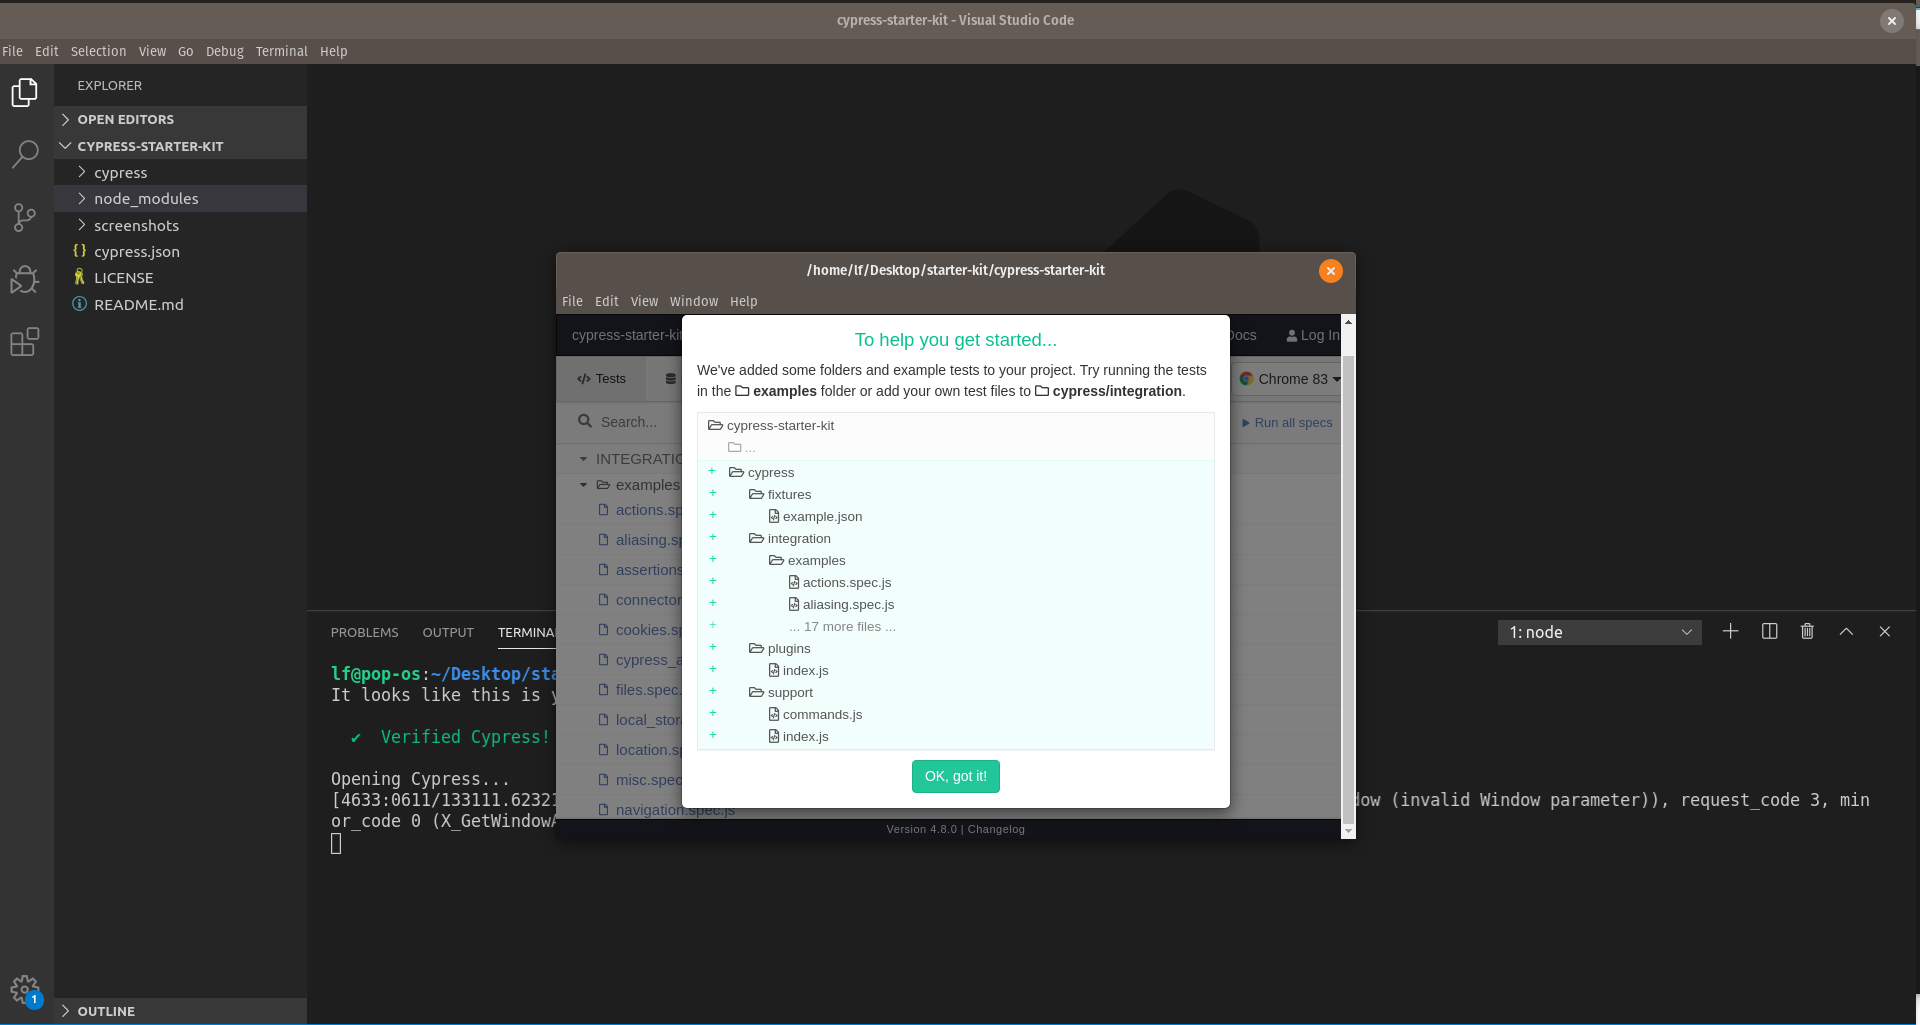 cypress-starter-kit - Visual Studio Code
File Edit Selection View Go Debug Terminal Help
EXPLORER
OPEN EDITORS
CYPRESS-STARTER-KIT
cypress
node_modules
screenshots
cypress.json
LICENSE
README.md
OUTLINE
1
/home/lf/Desktop/starter-kit/cypress-starter-kit
File Edit View Window Help
cypress-starter-kit
Docs
Log In
Tests
Chrome 83
Search...
Run all specs
INTEGRATIO
examples
actions.sp
aliasing.sp
assertions
connector
cookies.sp
cypress_a
files.spec.
local_stora
location.sp
misc.spec
navigation.spec.js
Version 4.8.0 | Changelog
To help you get started...
We've added some folders and example tests to your project. Try running the tests
in the examples folder or add your own test files to cypress/integration.
cypress-starter-kit
...
+ cypress
+ fixtures
+ example.json
+ integration
+ examples
+ actions.spec.js
+ aliasing.spec.js
+ ... 17 more files ...
+ plugins
+ index.js
+ support
+ commands.js
+ index.js
OK, got it!
PROBLEMS OUTPUT TERMINA
1: node
lf@pop-os:~/Desktop/sta
It looks like this is y
✔ Verified Cypress!
Opening Cypress...
[4633:0611/133111.62321 dow (invalid Window parameter)), request_code 3, min
or_code 0 (X_GetWindowA